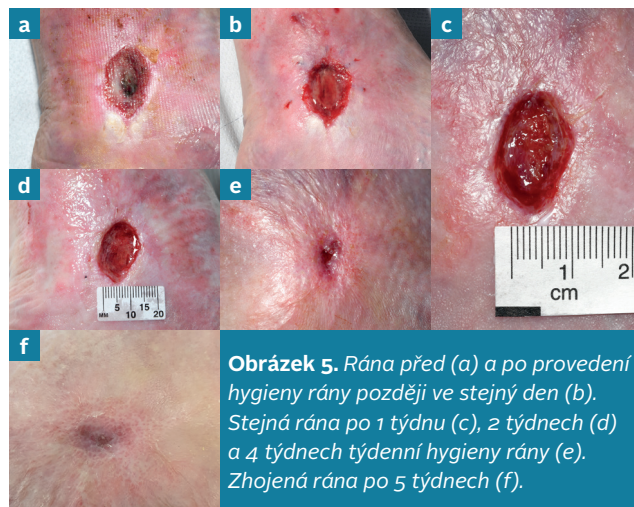 a
b
c
1
2
cm
d
5
15
MM
10
20
e
f
Obrázek 5. Rána před (a) a po provedení
hygieny rány později ve stejný den (b).
Stejná rána po 1 týdnu (c), 2 týdnech (d)
a 4 týdnech týdenní hygieny rány (e).
Zhojená rána po 5 týdnech (f).